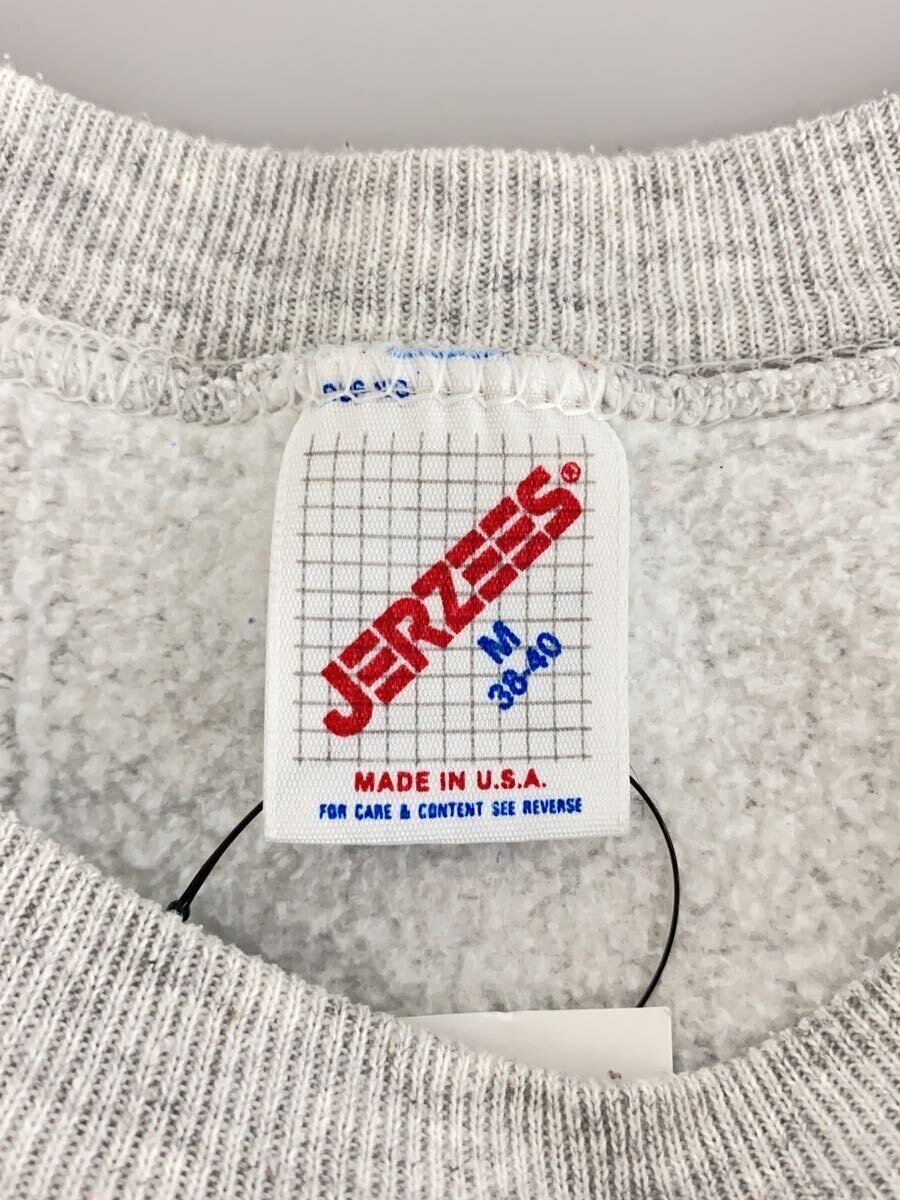 JERZEES®
M
38-40
MADE IN U.S.A.
FOR CARE & CONTENT SEE REVERSE